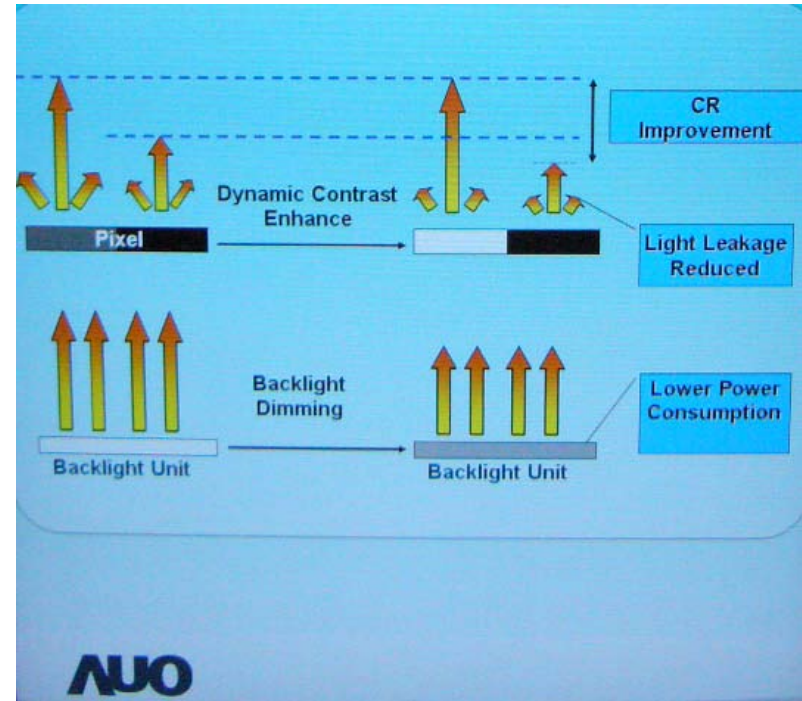 CR
Improvement
Dynamic Contrast
Enhance
Pixel
Light Leakage
Reduced
Backlight
Dimming
Lower Power
Consumption
Backlight Unit
Backlight Unit
AUO